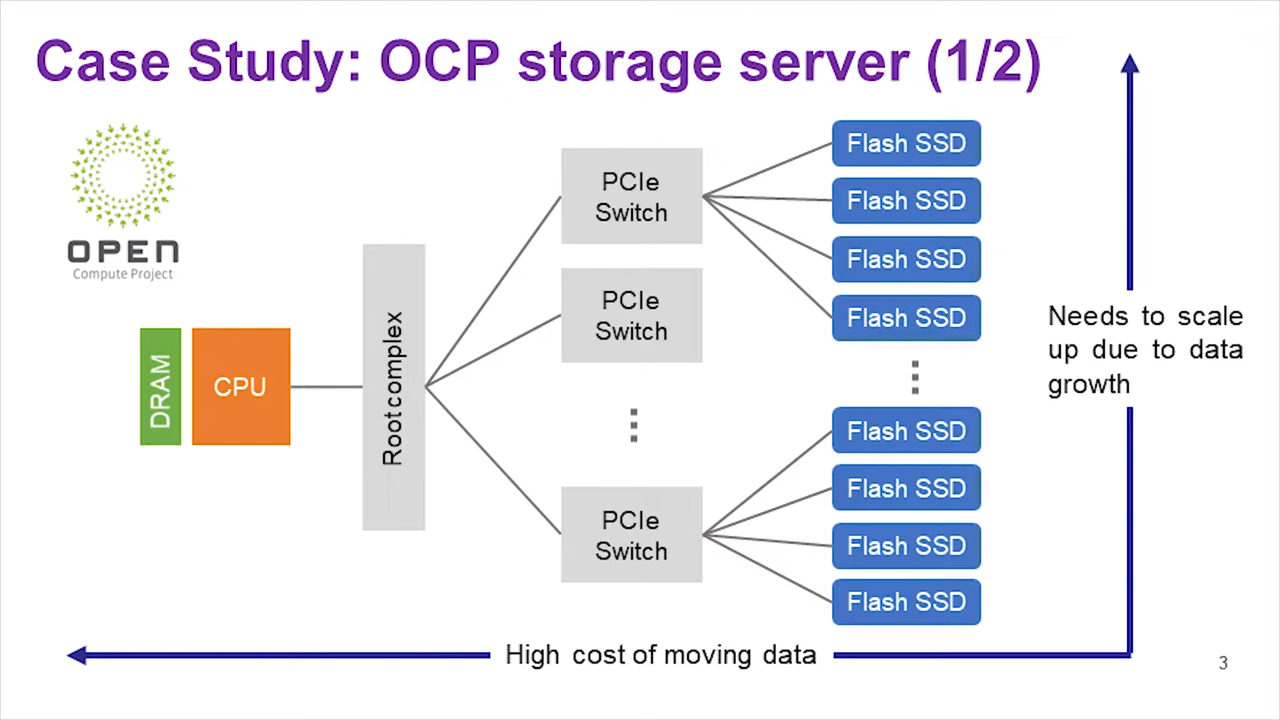 Case Study: OCP storage server (1/2)
OPEN
Compute Project
DRAM
CPU
Rootcomplex
PCIe
Switch
PCIe
Switch
PCIe
Switch
Flash SSD
Flash SSD
Flash SSD
Flash SSD
Flash SSD
Flash SSD
Flash SSD
Flash SSD
Needs to scale
up due to data
growth
High cost of moving data
3